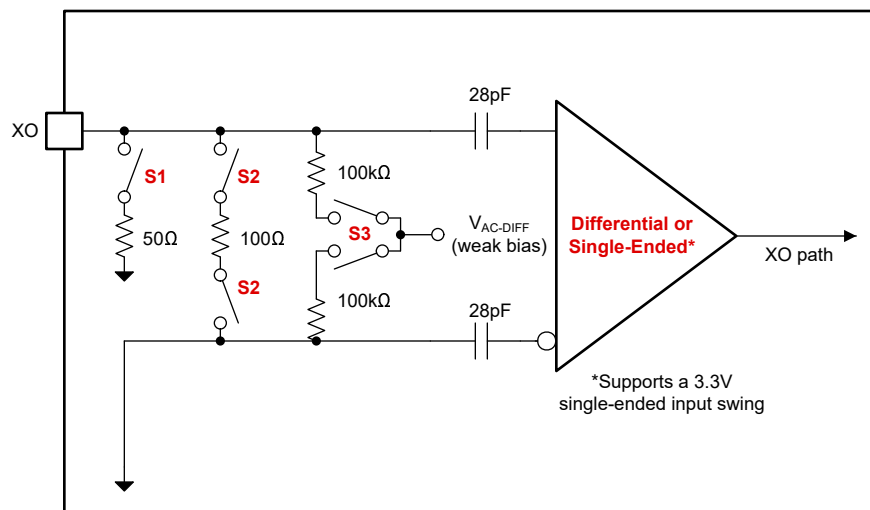 28pF
XO
S1
S2
100kΩ
50Ω
100Ω
S3
V_AC-DIFF
(weak bias)
Differential or
Single-Ended*
XO path
S2
100kΩ
28pF
*Supports a 3.3V
single-ended input swing